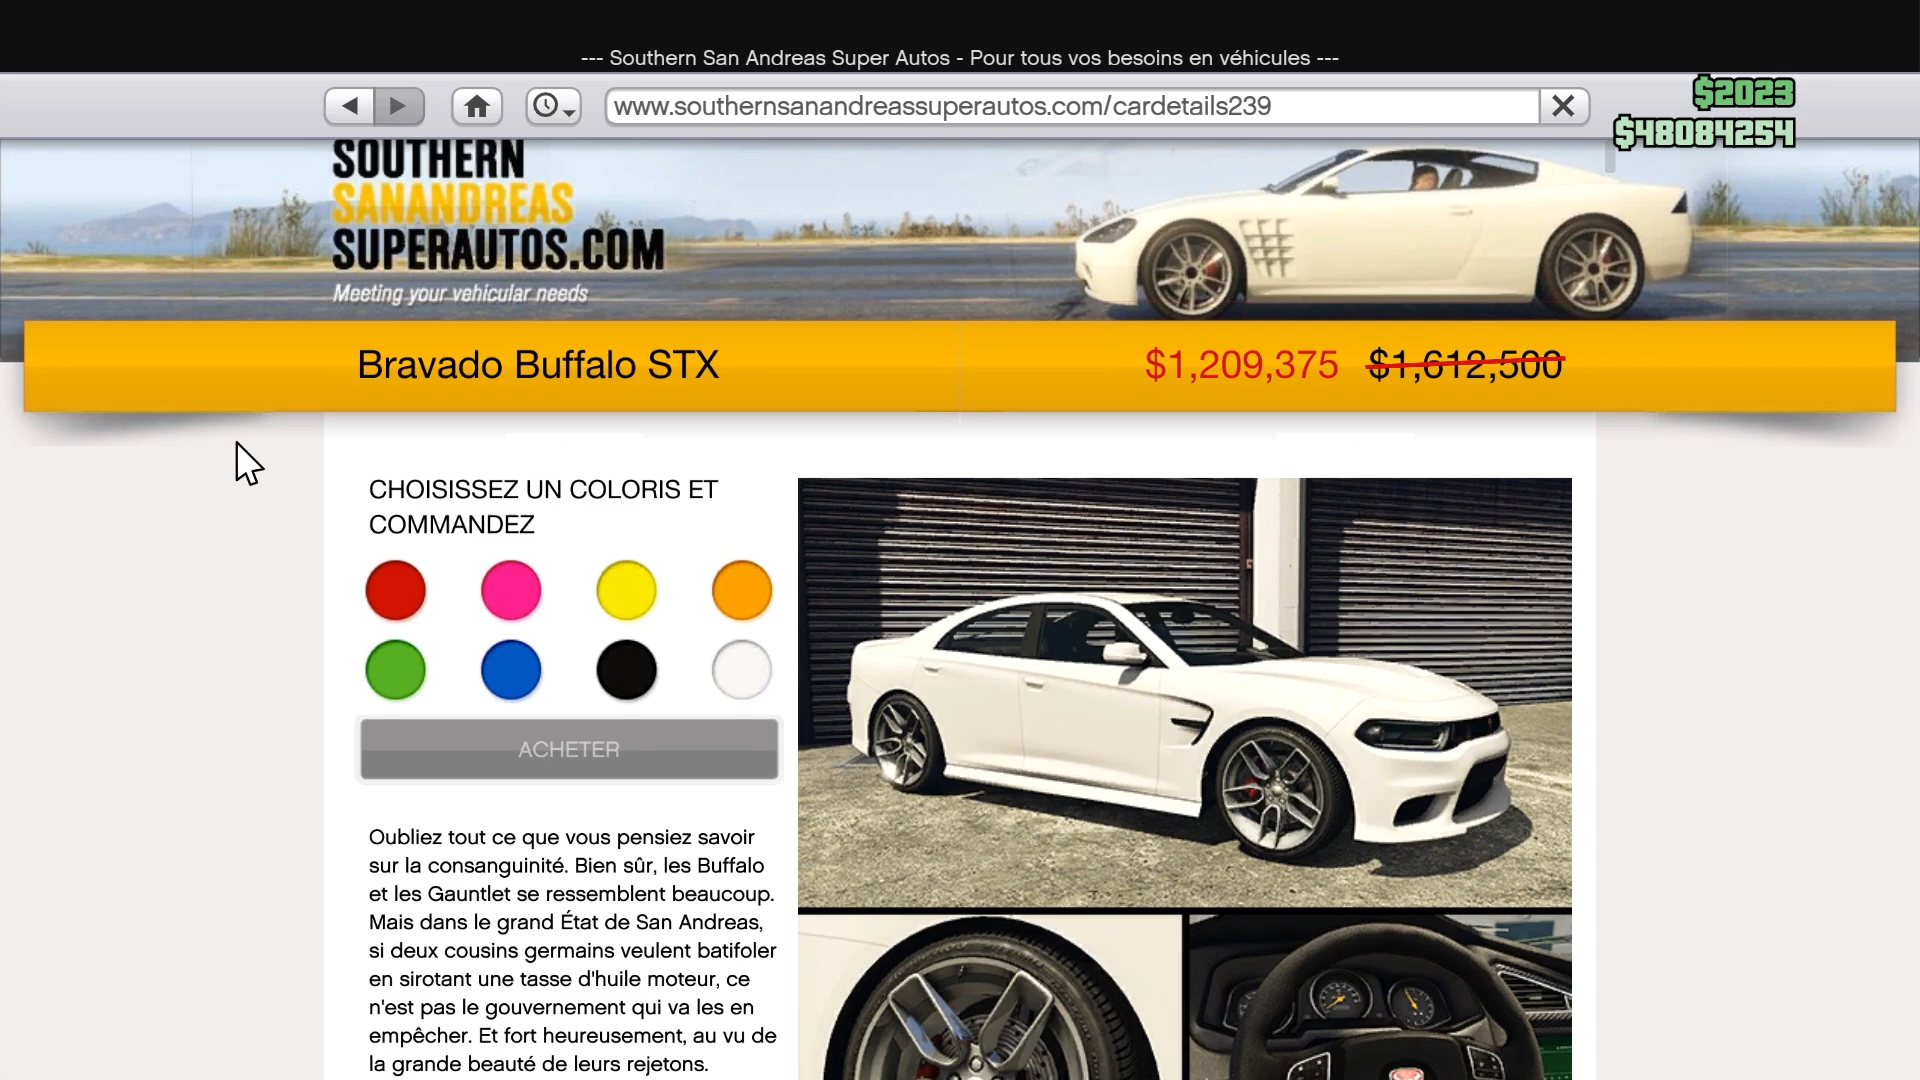 --- Southern San Andreas Super Autos - Pour tous vos besoins en véhicules ---
www.southernsanandreassuperautos.com/cardetails239
$2023
$48084254
SOUTHERN
SANANDREAS
SUPERAUTOS.COM
Meeting your vehicular needs
Bravado Buffalo STX
$1,209,375 $1,612,500
CHOISISSEZ UN COLORIS ET
COMMANDEZ
ACHETER
Oubliez tout ce que vous pensiez savoir
sur la consanguinité. Bien sûr, les Buffalo
et les Gauntlet se ressemblent beaucoup.
Mais dans le grand État de San Andreas,
si deux cousins germains veulent batifoler
en sirotant une tasse d'huile moteur, ce
n'est pas le gouvernement qui va les en
empêcher. Et fort heureusement, au vu de
la grande beauté de leurs rejetons.